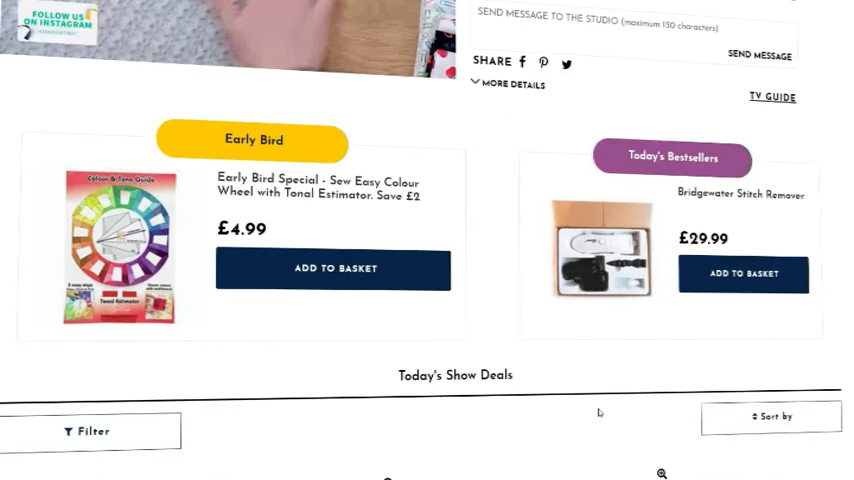 FOLLOW US
ON INSTAGRAM
SEND MESSAGE TO THE STUDIO (maximum 150 characters)
SEND MESSAGE
SHARE
MORE DETAILS
TV GUIDE
Early Bird
Today's Bestsellers
Colour & Tone Guide
Early Bird Special - Sew Easy Colour
Wheel with Tonal Estimator. Save £2
£4.99
ADD TO BASKET
Tonal Estimator
Bridgewater Stitch Remover
£29.99
ADD TO BASKET
Today's Show Deals
Filter
Sort by